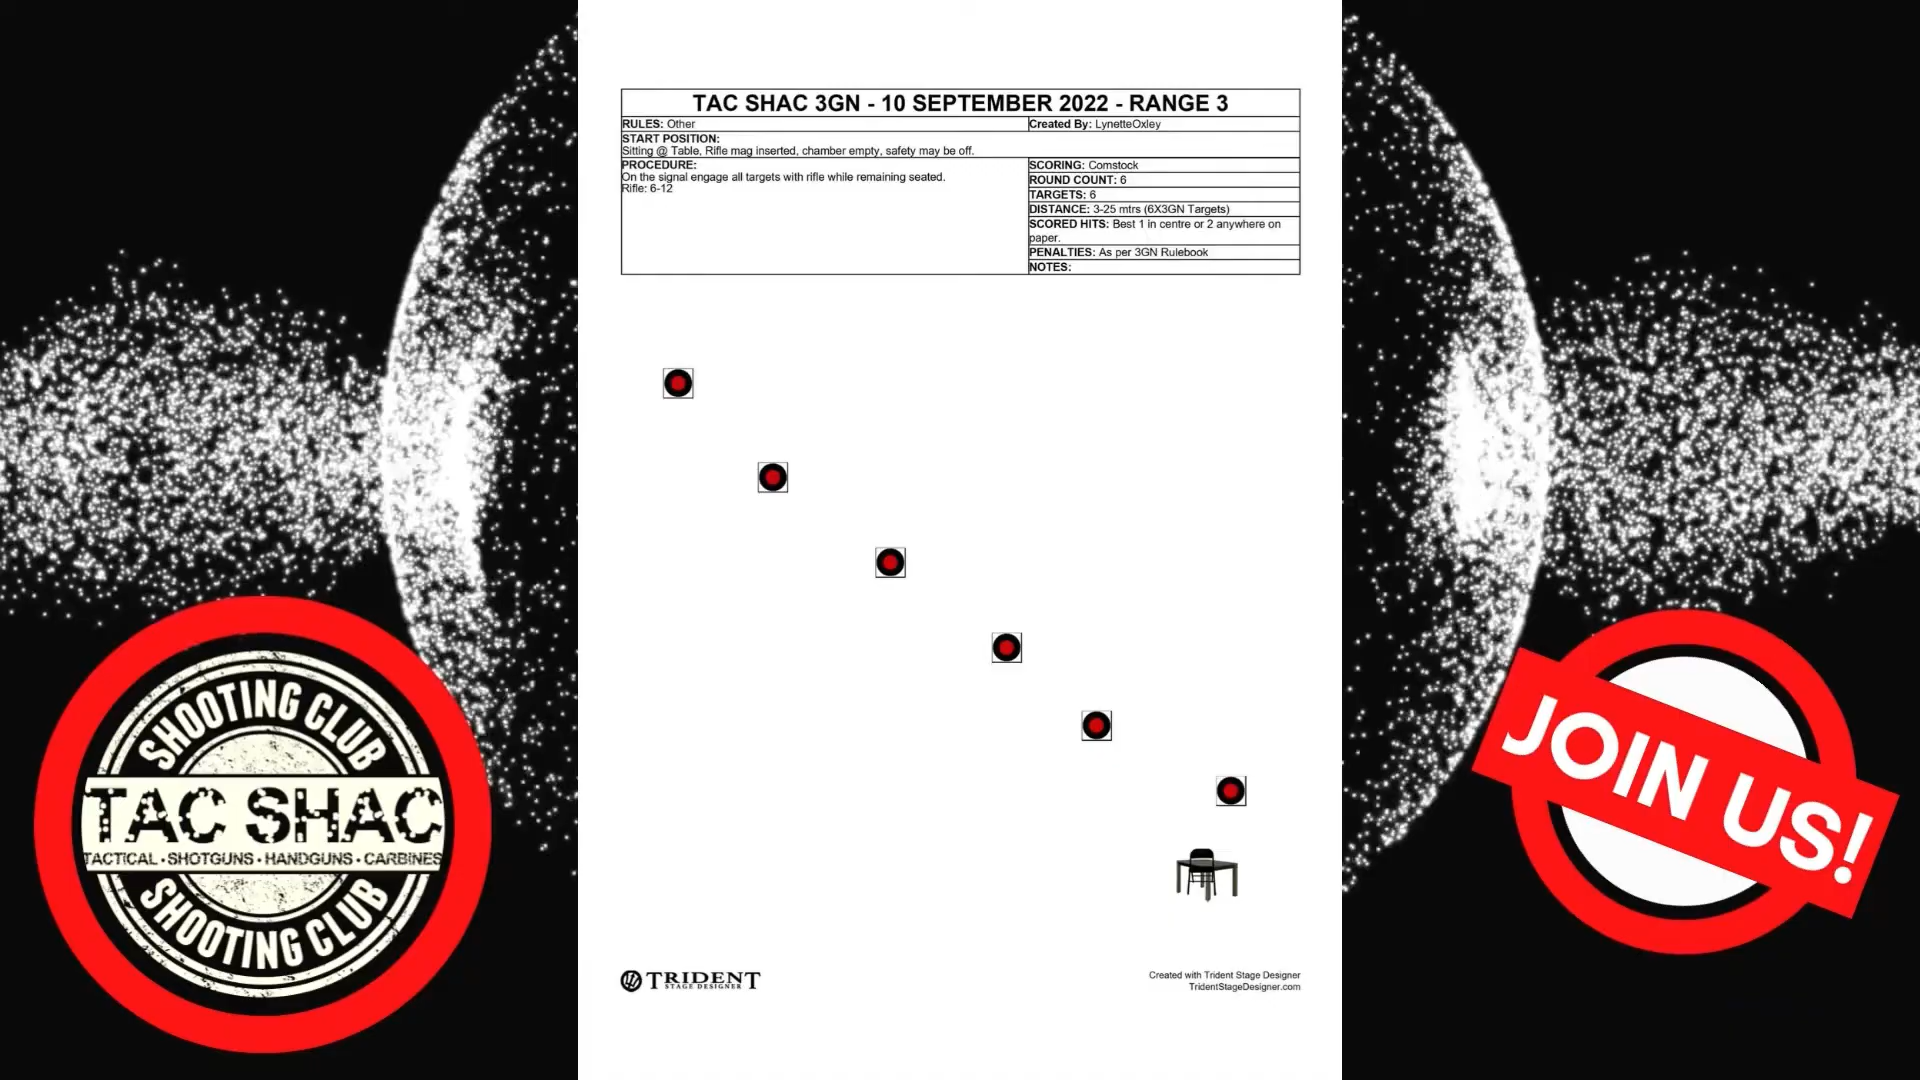 TAC SHAC 3GN - 10 SEPTEMBER 2022 - RANGE 3
RULES: Other
Created By: LynetteOxley
START POSITION:
Sitting @ Table, Rifle mag inserted, chamber empty, safety may be off.
PROCEDURE:
On the signal engage all targets with rifle while remaining seated.
Rifle: 6-12
SCORING: Comstock
ROUND COUNT: 6
TARGETS: 6
DISTANCE: 3-25 mtrs (6X3GN Targets)
SCORED HITS: Best 1 in centre or 2 anywhere on
paper.
PENALTIES: As per 3GN Rulebook
NOTES:
SHOOTING CLUB
TAC SHAC
TACTICAL • SHOTGUNS • HANDGUNS • CARBINES
SHOOTING CLUB
JOIN US!
TRIDENT
STAGE DESIGNER
Created with Trident Stage Designer
TridentStageDesigner.com